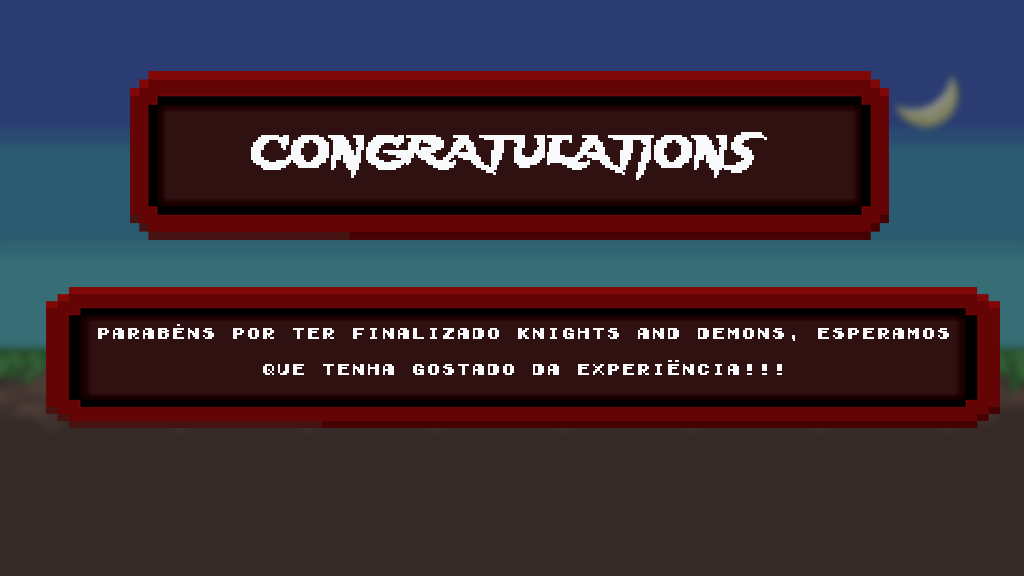 CONGRATULATIONS
PARABÉNS POR TER FINALIZADO KNIGHTS AND DEMONS, ESPERAMOS
QUE TENHA GOSTADO DA EXPERIËNCIA!!!